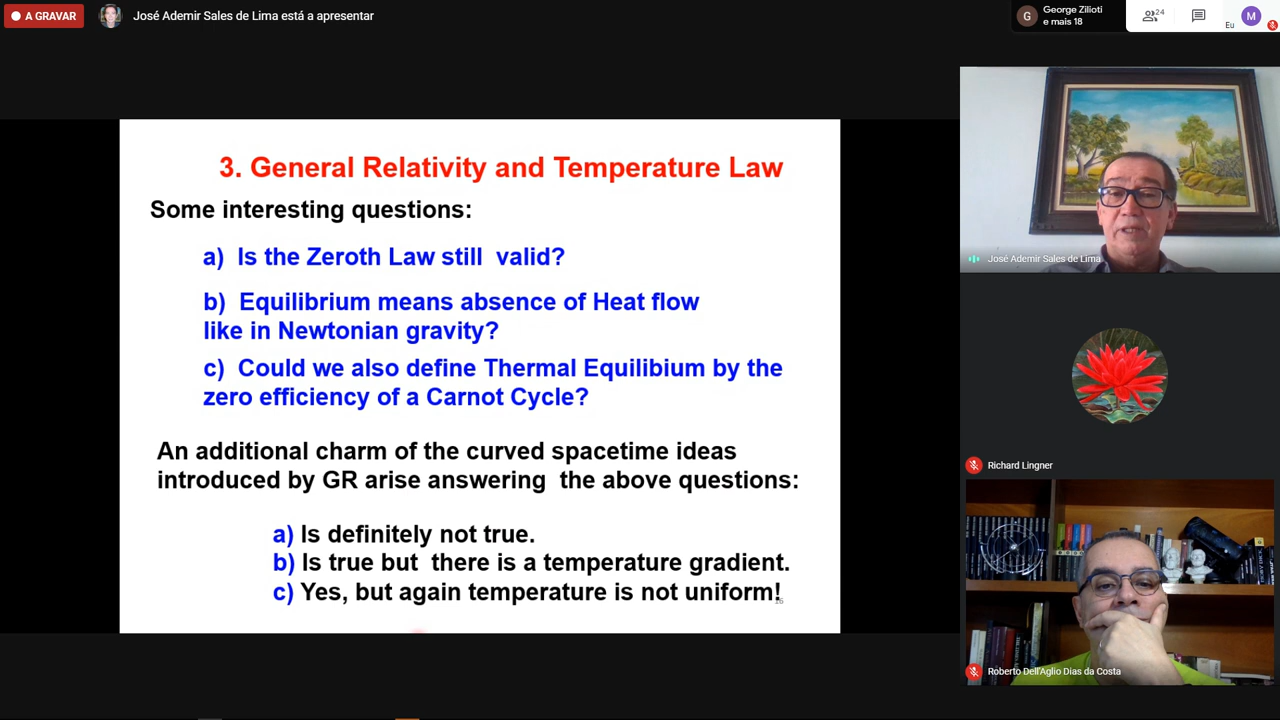 A GRAVAR
José Ademir Sales de Lima está a apresentar
G
George Zilioti
e mais 18
24
Eu
M
3. General Relativity and Temperature Law
Some interesting questions:
a) Is the Zeroth Law still valid?
b) Equilibrium means absence of Heat flow
like in Newtonian gravity?
c) Could we also define Thermal Equilibium by the
zero efficiency of a Carnot Cycle?
An additional charm of the curved spacetime ideas
introduced by GR arise answering the above questions:
a) Is definitely not true.
b) Is true but there is a temperature gradient.
c) Yes, but again temperature is not uniform!
16
José Ademir Sales de Lima
Richard Lingner
Roberto Dell'Aglio Dias da Costa